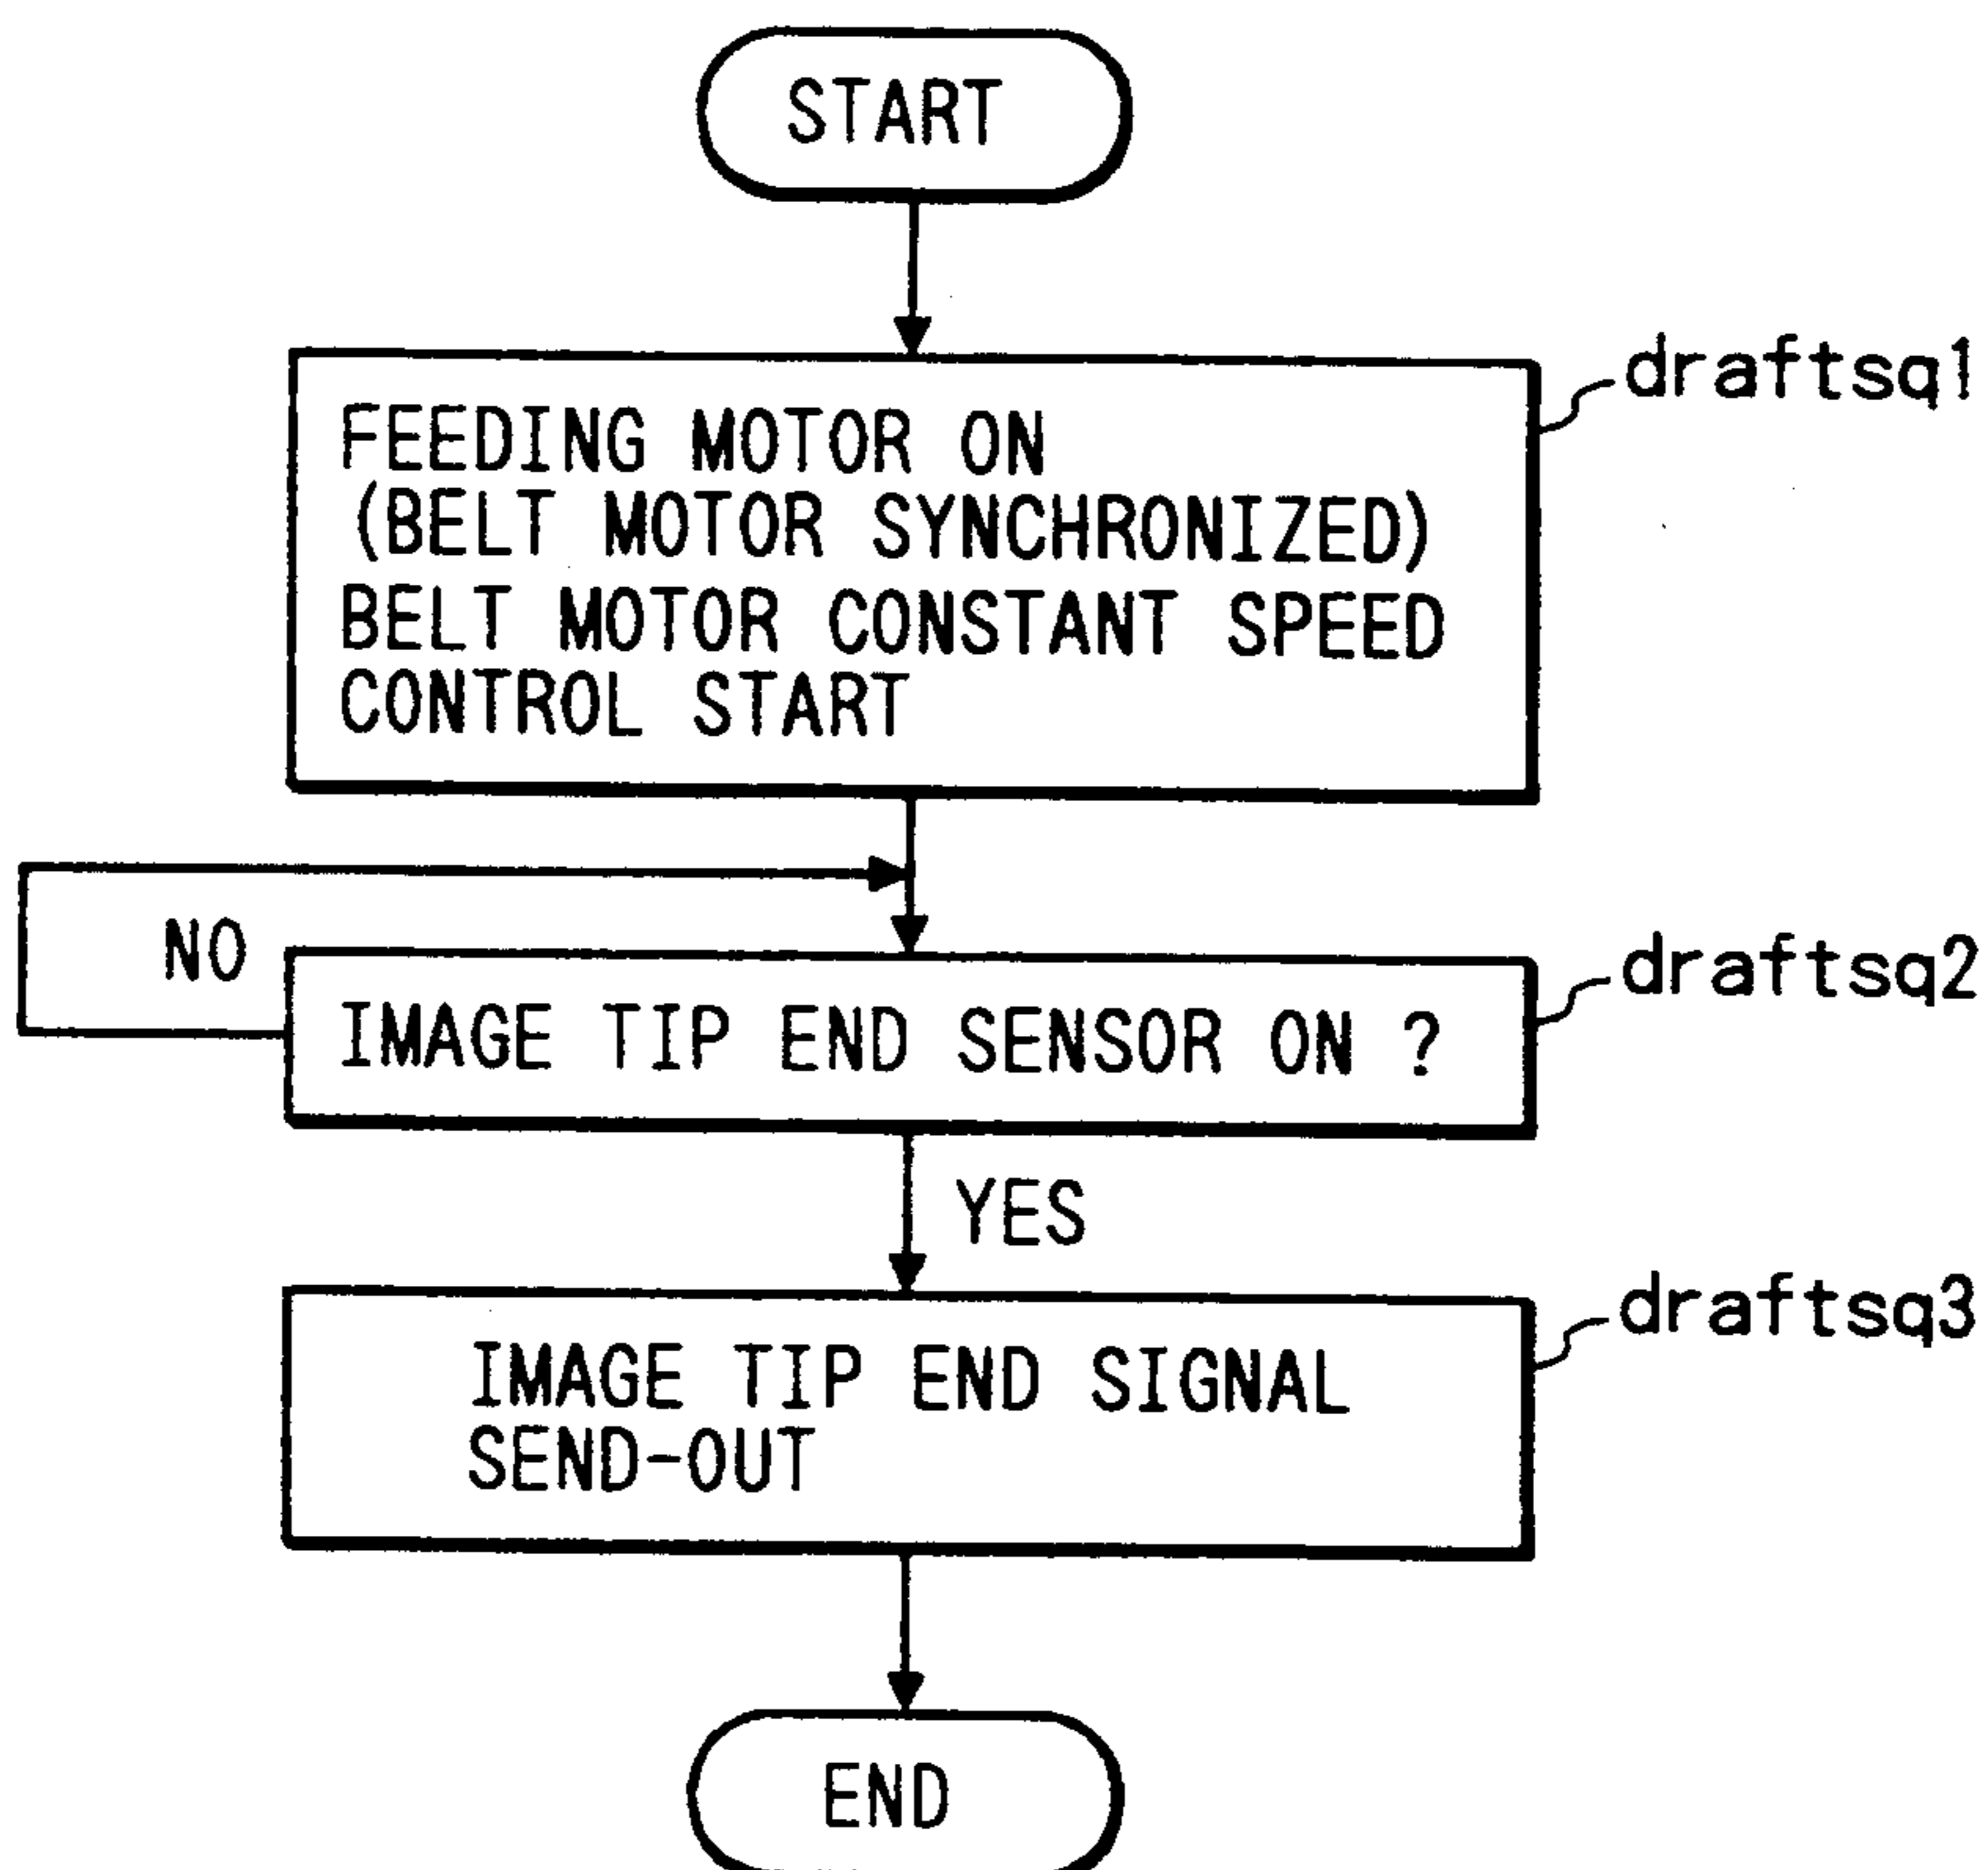 START
draftsq1
FEEDING MOTOR ON
(BELT MOTOR SYNCHRONIZED)
BELT MOTOR CONSTANT SPEED
CONTROL START
NO
draftsq2
IMAGE TIP END SENSOR ON ?
YES
draftsq3
IMAGE TIP END SIGNAL
SEND-OUT
END